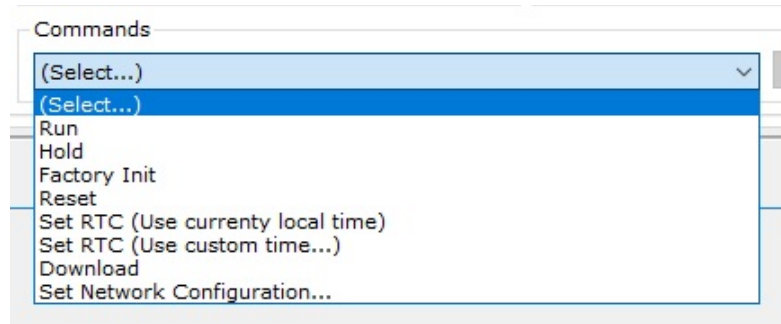 Commands
(Select...)
(Select...)
Run
Hold
Factory Init
Reset
Set RTC (Use currenty local time)
Set RTC (Use custom time...)
Download
Set Network Configuration...